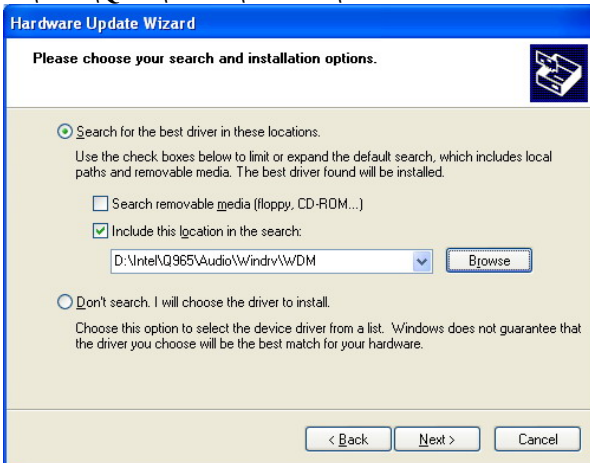 Hardware Update Wizard
Please choose your search and installation options.
Search for the best driver in these locations.
Use the check boxes below to limit or expand the default search, which includes local
paths and removable media. The best driver found will be installed.
Search removable media (floppy, CD-ROM...)
Include this location in the search:
D:\Intel\Q965\Audio\Windrv\WDM
Browse
Don't search. I will choose the driver to install.
Choose this option to select the device driver from a list. Windows does not guarantee that
the driver you choose will be the best match for your hardware.
< Back Next > Cancel